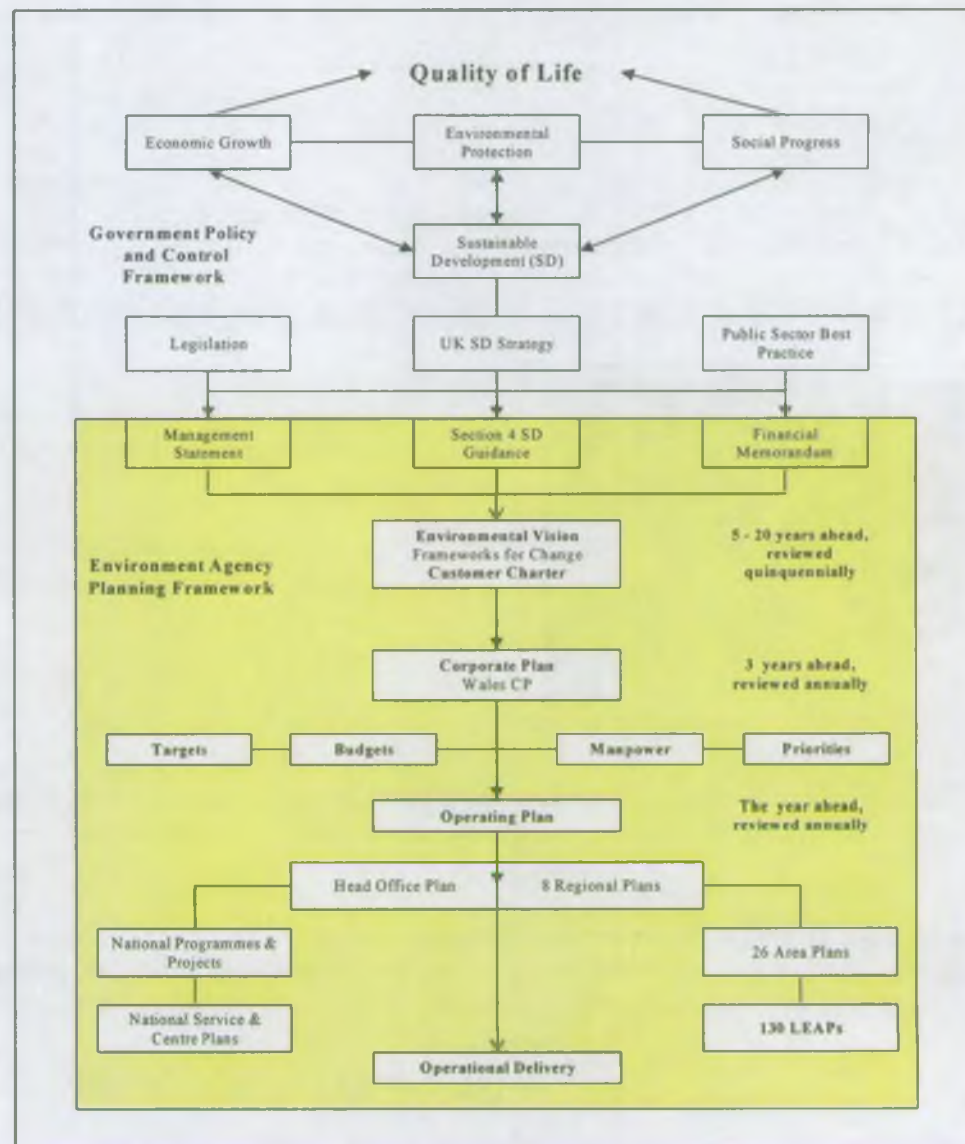 Quality of Life
Economic Growth
Environmental
Protection
Social Progress
Government Policy
and Control
Framework
Sustainable
Development (SD)
Legislation
UK SD Strategy
Public Sector Best
Practice
Management
Statement
Section 4 SD
Guidance
Financial
Memorandum
Environment Agency
Planning Framework
Environmental Vision
Frameworks for Change
Customer Charter
5 - 20 years ahead,
reviewed
quinquennially
Corporate Plan
Wales CP
3 years ahead,
reviewed annually
Targets
Budgets
Manpower
Priorities
Operating Plan
The year ahead,
reviewed annually
Head Office Plan
8 Regional Plans
National Programmes &
Projects
26 Area Plans
National Service &
Centre Plans
130 LEAPs
Operational Delivery